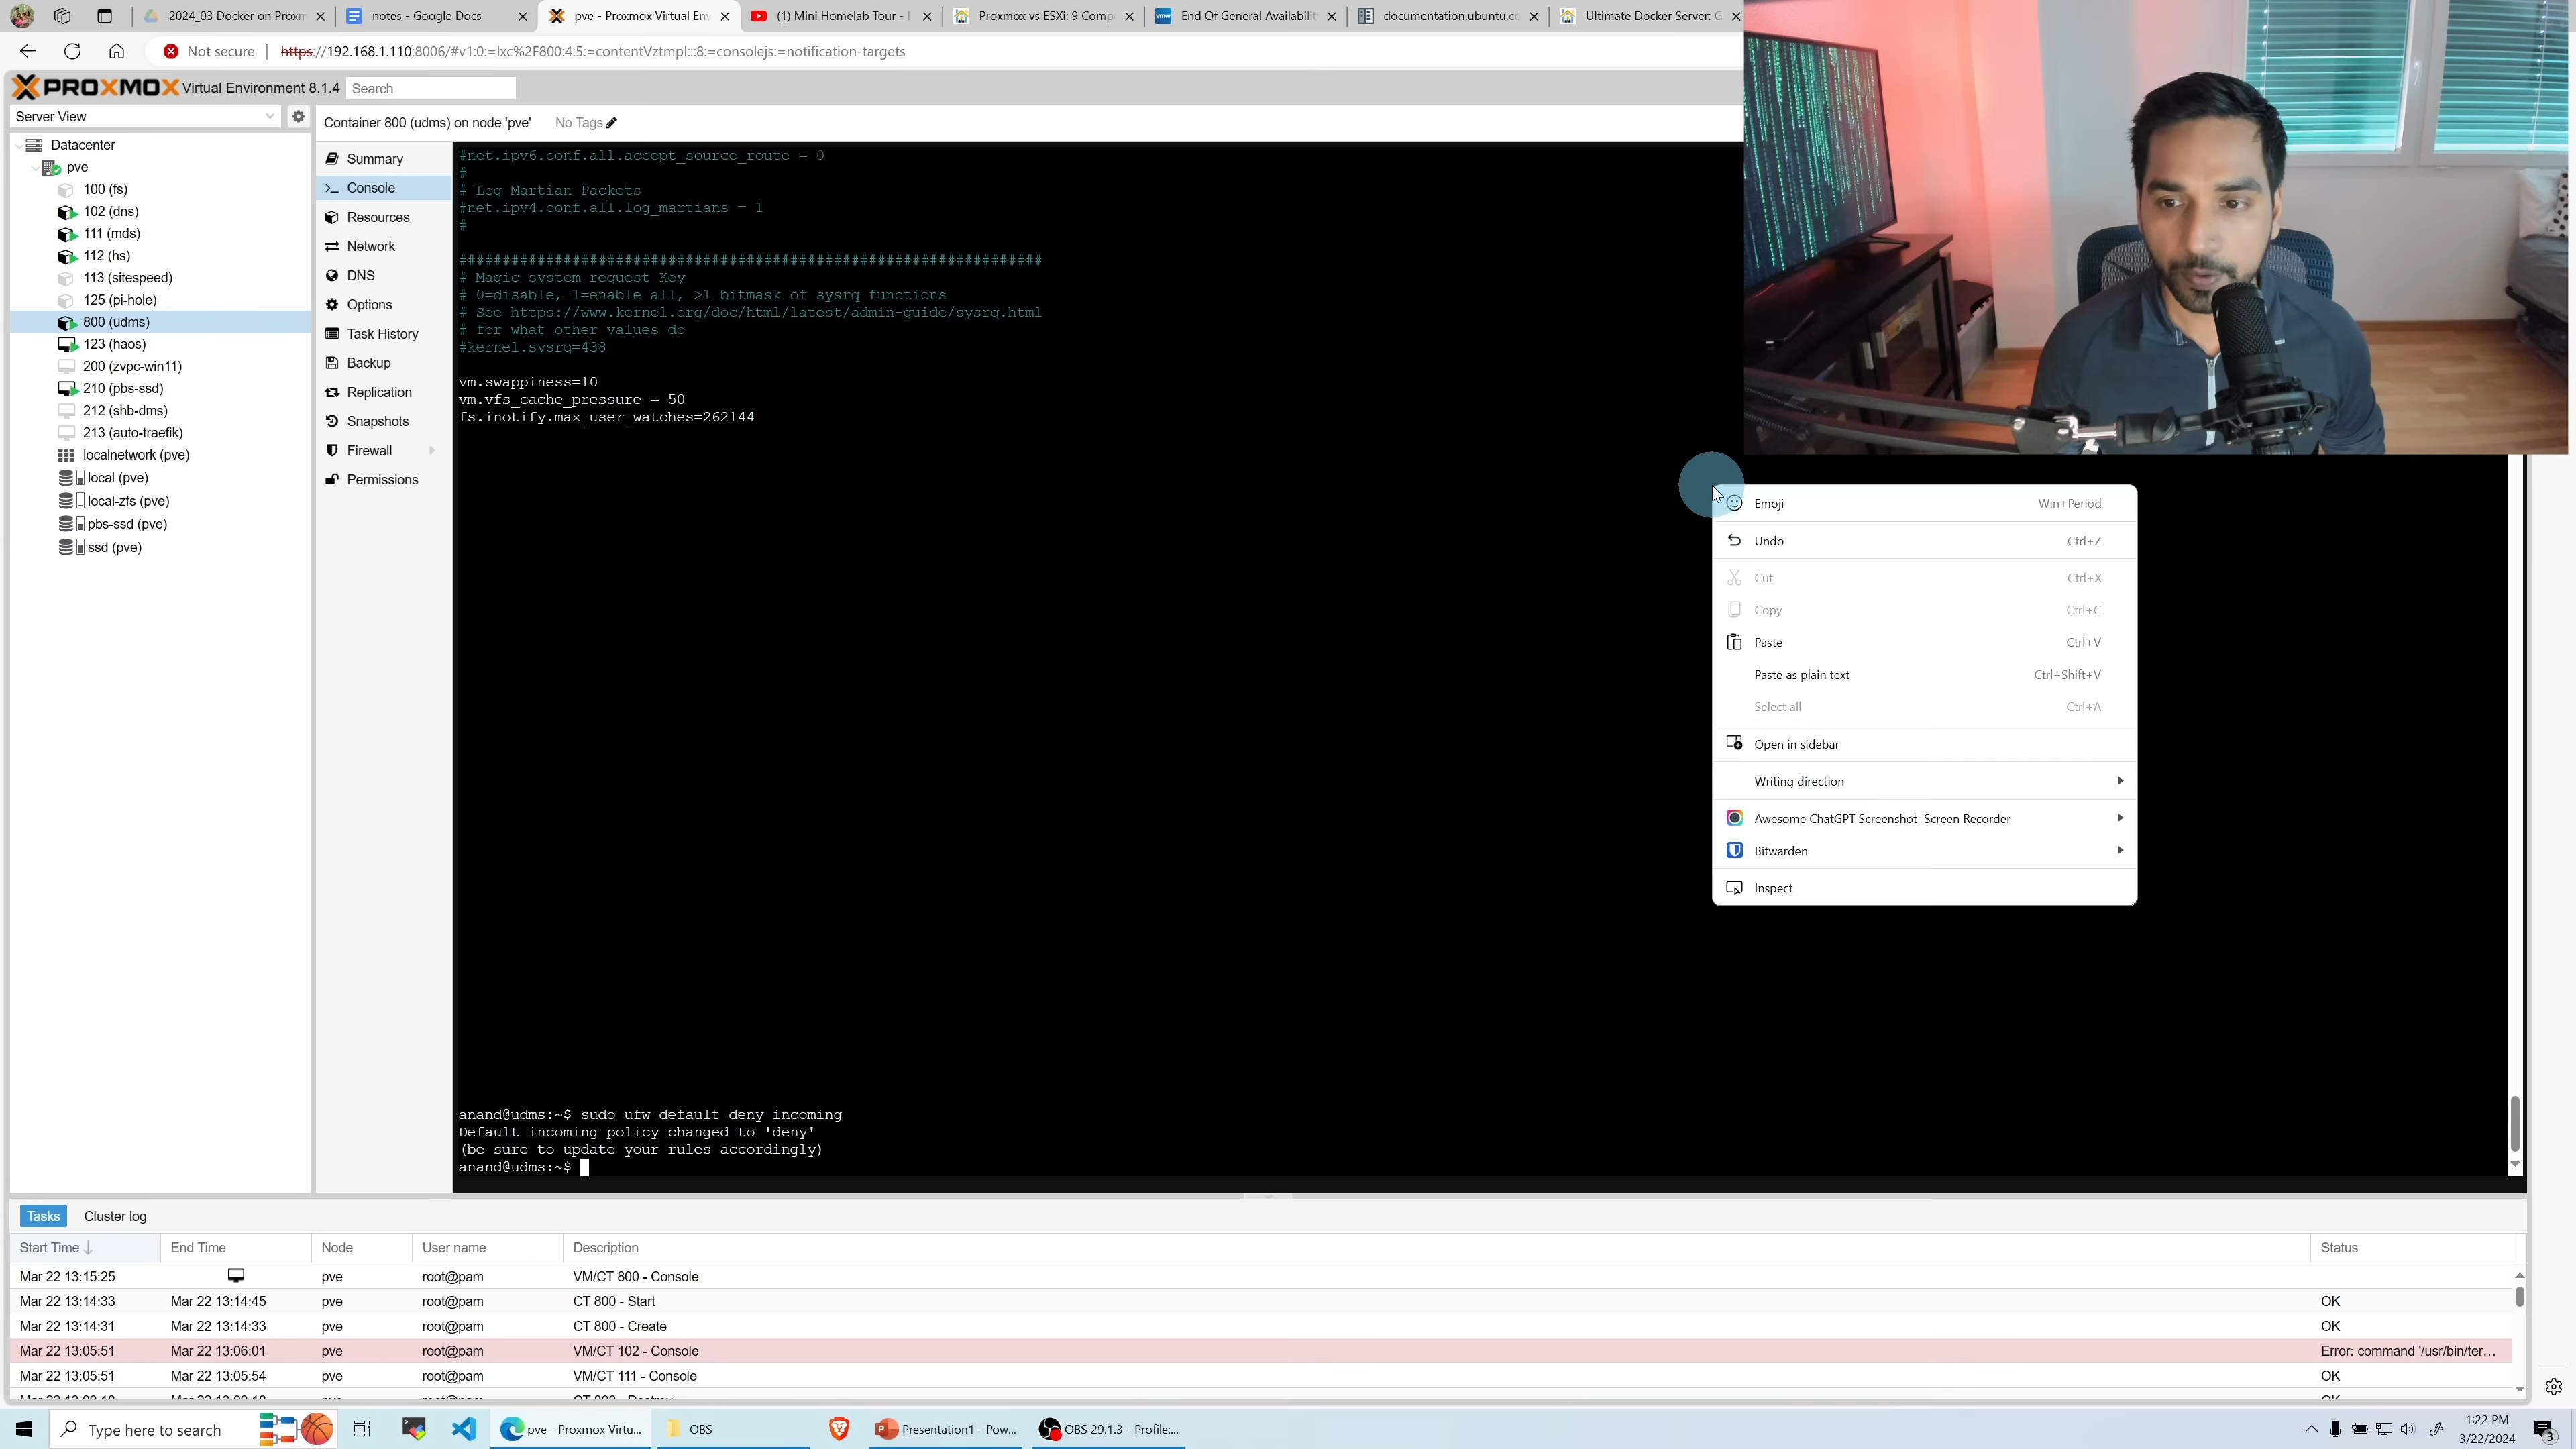 2024_03 Docker on Proxm
notes - Google Docs
pve - Proxmox Virtual Env
(1) Mini Homelab Tour -
Proxmox vs ESXi: 9 Comp
End Of General Availabilit
documentation.ubuntu.co
Ultimate Docker Server: G
Not secure
https://192.168.1.110:8006/#v1:0:=lxc%2F800:4:5:=contentVztmpl:::8:=consolejs:=notification-targets
PROXMOX Virtual Environment 8.1.4
Search
Server View
Container 800 (udms) on node 'pve'
No Tags
Datacenter
pve
100 (fs)
102 (dns)
111 (mds)
112 (hs)
113 (sitespeed)
125 (pi-hole)
800 (udms)
123 (haos)
200 (zvpc-win11)
210 (pbs-ssd)
212 (shb-dms)
213 (auto-traefik)
localnetwork (pve)
local (pve)
local-zfs (pve)
pbs-ssd (pve)
ssd (pve)
Summary
Console
Resources
Network
DNS
Options
Task History
Backup
Replication
Snapshots
Firewall
Permissions
#net.ipv6.conf.all.accept_source_route = 0
#
# Log Martian Packets
#net.ipv4.conf.all.log_martians = 1
#
###################################################################
# Magic system request Key
# 0=disable, 1=enable all, >1 bitmask of sysrq functions
# See https://www.kernel.org/doc/html/latest/admin-guide/sysrq.html
# for what other values do
#kernel.sysrq=438
vm.swappiness=10
vm.vfs_cache_pressure = 50
fs.inotify.max_user_watches=262144
anand@udms:~$ sudo ufw default deny incoming
Default incoming policy changed to 'deny'
(be sure to update your rules accordingly)
anand@udms:~$
Emoji Win+Period
Undo Ctrl+Z
Cut Ctrl+X
Copy Ctrl+C
Paste Ctrl+V
Paste as plain text Ctrl+Shift+V
Select all Ctrl+A
Open in sidebar
Writing direction
Awesome ChatGPT Screenshot Screen Recorder
Bitwarden
Inspect
Tasks Cluster log
Start Time End Time Node User name Description Status
Mar 22 13:15:25 pve root@pam VM/CT 800 - Console
Mar 22 13:14:33 Mar 22 13:14:45 pve root@pam CT 800 - Start OK
Mar 22 13:14:31 Mar 22 13:14:33 pve root@pam CT 800 - Create OK
Mar 22 13:05:51 Mar 22 13:06:01 pve root@pam VM/CT 102 - Console Error: command '/usr/bin/ter...
Mar 22 13:05:51 Mar 22 13:05:54 pve root@pam VM/CT 111 - Console OK
Type here to search
pve - Proxmox Virtu...
OBS
Presentation1 - Pow...
OBS 29.1.3 - Profile:...
1:22 PM
3/22/2024
3